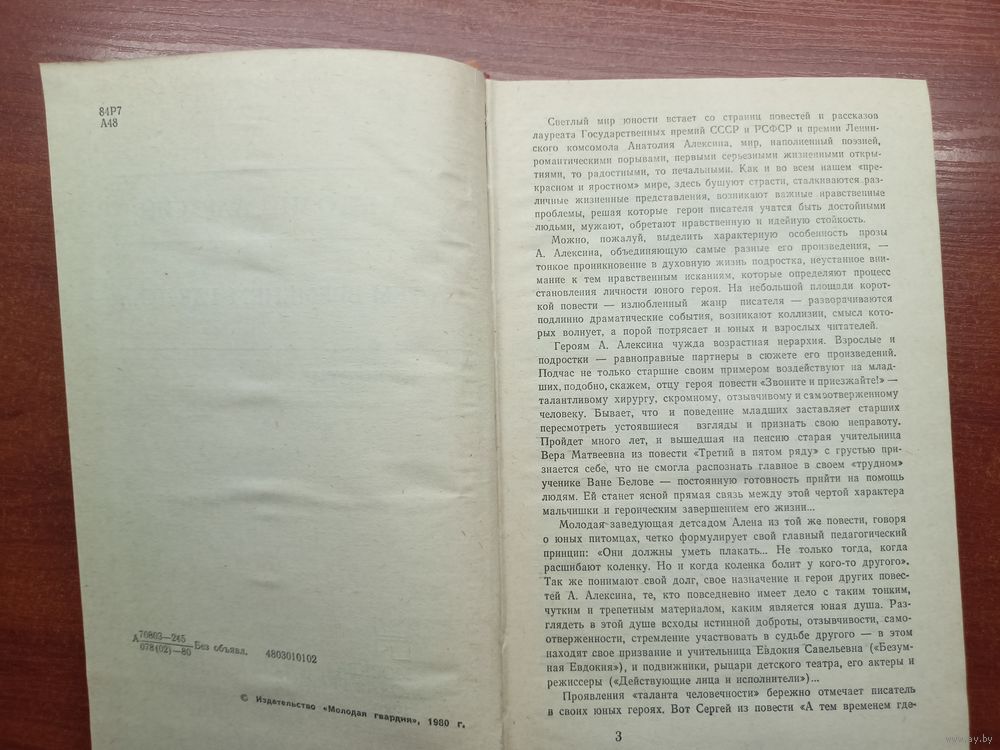 84Р7
А48
А 70803—245
078(02)—80 Без объявл. 4803010102
© Издательство «Молодая гвардия», 1980 г.
Светлый мир юности встает со страниц повестей и рассказов
лауреата Государственных премий СССР и РСФСР и премии Ленин-
ского комсомола Анатолия Алексина, мир, наполненный поэзией,
романтическими порывами, первыми серьезными жизненными откры-
тиями, то радостными, то печальными. Как и во всем нашем «пре-
красном и яростном» мире, здесь бушуют страсти, сталкиваются раз-
личные жизненные представления, возникают важные нравственные
проблемы, решая которые герои писателя учатся быть достойными
людьми, мужают, обретают нравственную и идейную стойкость.
Можно, пожалуй, выделить характерную особенность прозы
А. Алексина, объединяющую самые разные его произведения, —
тонкое проникновение в духовную жизнь подростка, неустанное вни-
мание к тем нравственным исканиям, которые определяют процесс
становления личности юного героя. На небольшой площади корот-
кой повести — излюбленный жанр писателя — разворачиваются
подлинно драматические события, возникают коллизии, смысл кото-
рых волнует, а порой потрясает и юных и взрослых читателей.
Героям А. Алексина чужда возрастная иерархия. Взрослые и
подростки — равноправные партнеры в сюжете его произведений.
Подчас не только старшие своим примером воздействуют на млад-
ших, подобно, скажем, отцу героя повести «Звоните и приезжайте!» —
талантливому хирургу, скромному, отзывчивому и самоотверженному
человеку. Бывает, что и поведение младших заставляет старших
пересмотреть устоявшиеся взгляды и признать свою неправоту.
Пройдет много лет, и вышедшая на пенсию старая учительница
Вера Матвеевна из повести «Третий в пятом ряду» с грустью при-
знается себе, что не смогла распознать главное в своем «трудном»
ученике Ване Белове — постоянную готовность прийти на помощь
людям. Ей станет ясной прямая связь между этой чертой характера
мальчишки и героическим завершением его жизни...
Молодая заведующая детсадом Алена из той же повести, говоря
о юных питомцах, четко формулирует свой главный педагогический
принцип: «Они должны уметь плакать... Не только тогда, когда
расшибают коленку. Но и когда коленка болит у кого-то другого».
Так же понимают свой долг, свое назначение и герои других повес-
тей А. Алексина, те, кто повседневно имеет дело с таким тонким,
чутким и трепетным материалом, каким является юная душа. Раз-
глядеть в этой душе всходы истинной доброты, отзывчивости, само-
отверженности, стремление участвовать в судьбе другого — в этом
находят свое призвание и учительница Евдокия Савельевна («Безум-
ная Евдокия»), и подвижники, рыцари детского театра, его актеры и
режиссеры («Действующие лица и исполнители»)...
Проявления «таланта человечности» бережно отмечает писатель
в своих юных героях. Вот Сергей из повести «А тем временем где-
3
www.ay.by